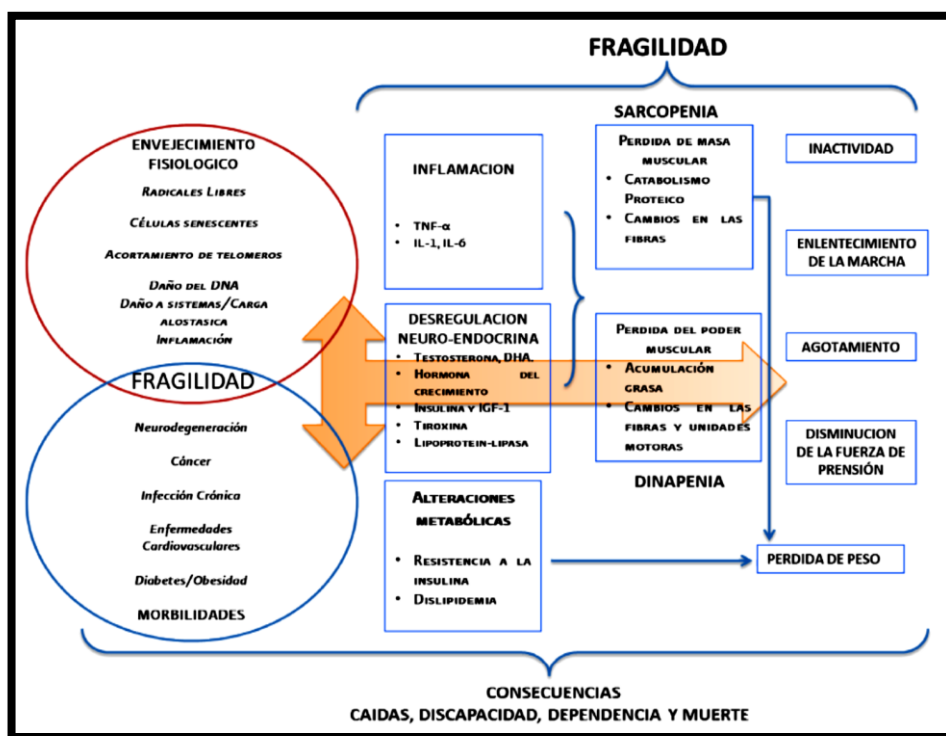 FRAGILIDAD
ENVEJECIMIENTO
FISIOLOGICO
RADICALES LIBRES
CÉLULAS SENESCENTES
ACORTAMIENTO DE TELOMEROS
DAÑO DEL DNA
DAÑO A SISTEMAS/CARGA
ALOSTASICA
INFLAMACIÓN
FRAGILIDAD
Neurodegeneración
Cáncer
Infección Crónica
Enfermedades
Cardiovasculares
Diabetes/Obesidad
MORBILIDADES
INFLAMACION
• TNF-α
• IL-1, IL-6
DESREGULACION
NEURO-ENDOCRINA
• TESTOSTERONA, DHA.
• HORMONA DEL
CRECIMIENTO
• INSULINA Y IGF-1
• TIROXINA
• LIPOPROTEIN-LIPASA
ALTERACIONES
METABÓLICAS
• RESISTENCIA A LA
INSULINA
• DISLIPIDEMIA
SARCOPENIA
PERDIDA DE MASA
MUSCULAR
• CATABOLISMO
PROTEICO
• CAMBIOS EN LAS
FIBRAS
PERDIDA DEL PODER
MUSCULAR
• ACUMULACIÓN
GRASA
• CAMBIOS EN LAS
FIBRAS Y UNIDADES
MOTORAS
DINAPENIA
INACTIVIDAD
ENLENTECIMIENTO
DE LA MARCHA
AGOTAMIENTO
DISMINUCION
DE LA FUERZA DE
PRENSIÓN
PERDIDA DE PESO
CONSECUENCIAS
CAIDAS, DISCAPACIDAD, DEPENDENCIA Y MUERTE